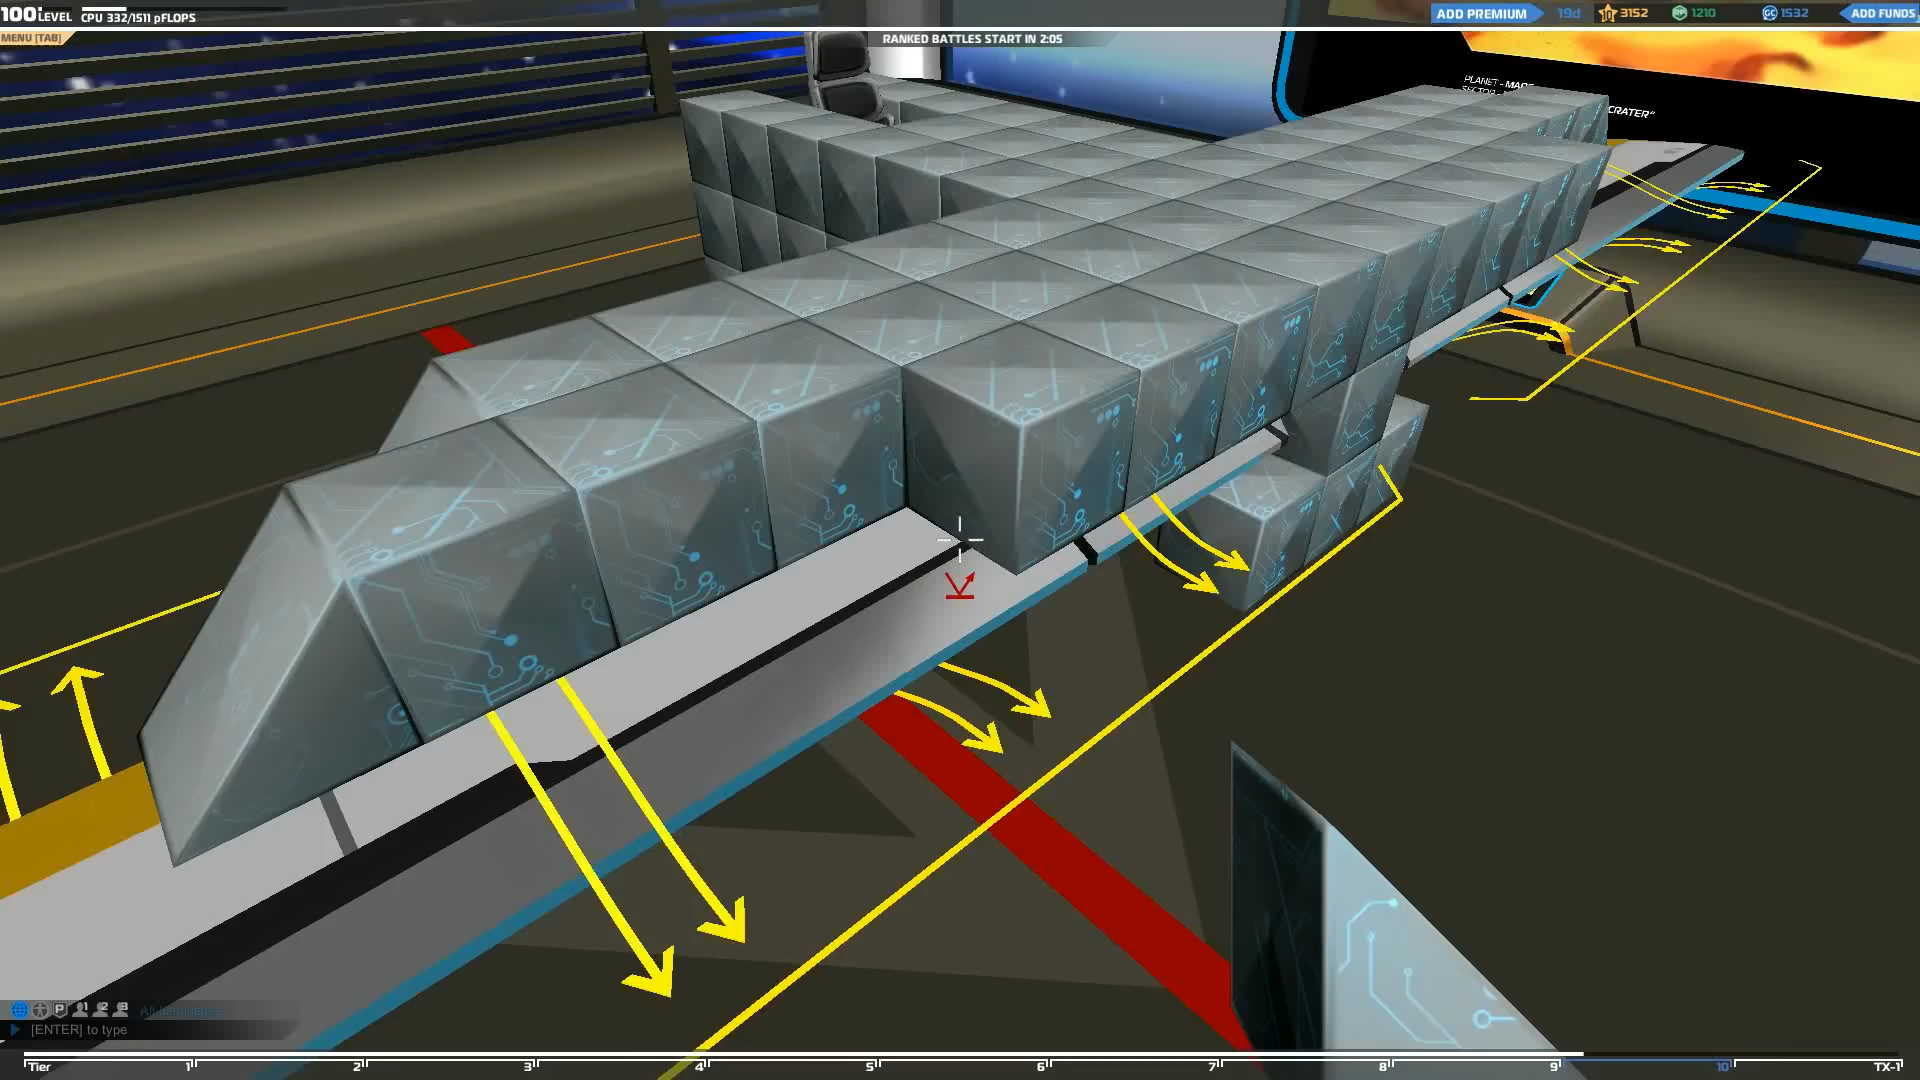 100 LEVEL CPU 332/1511 pFLOPS
ADD PREMIUM 19d 3152 1210 1532 ADD FUNDS
MENU [TAB]
RANKED BATTLES START IN 2:05
PLANET - MARS
CRATER"
[ENTER] to type
Tier 1 2 3 4 5 6 7 8 9 10 TX-1